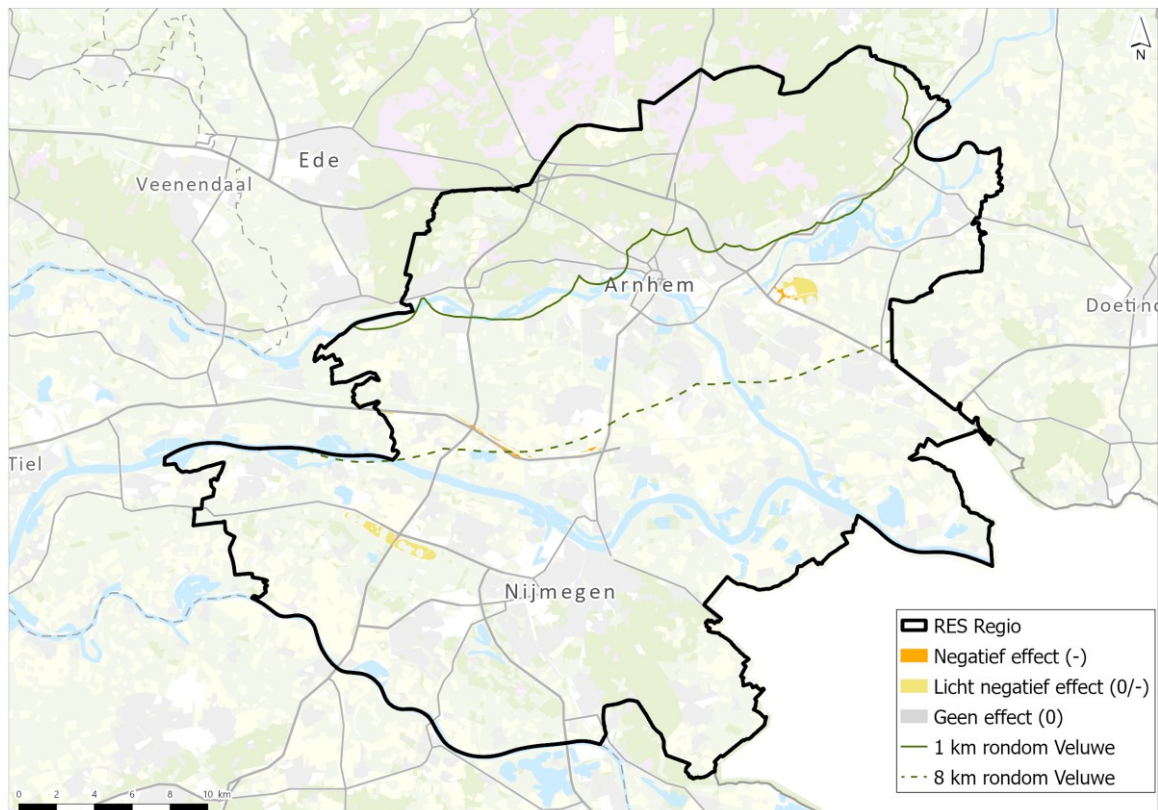 N
Ede
Veenendaal
Arnhem
Doetinc
Tiel
Nijmegen
RES Regio
Negatief effect (-)
Licht negatief effect (0/-)
Geen effect (0)
1 km rondom Veluwe
8 km rondom Veluwe
0 2 4 6 8 10 km